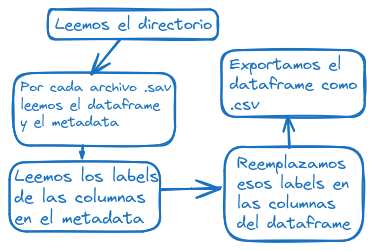 Leemos el directorio
Por cada archivo .sav
leemos el dataframe
y el metadata
Leemos los labels
de las columnas
en el metadata
Reemplazamos
esos labels en
las columnas
del dataframe
Exportamos el
dataframe como
.csv